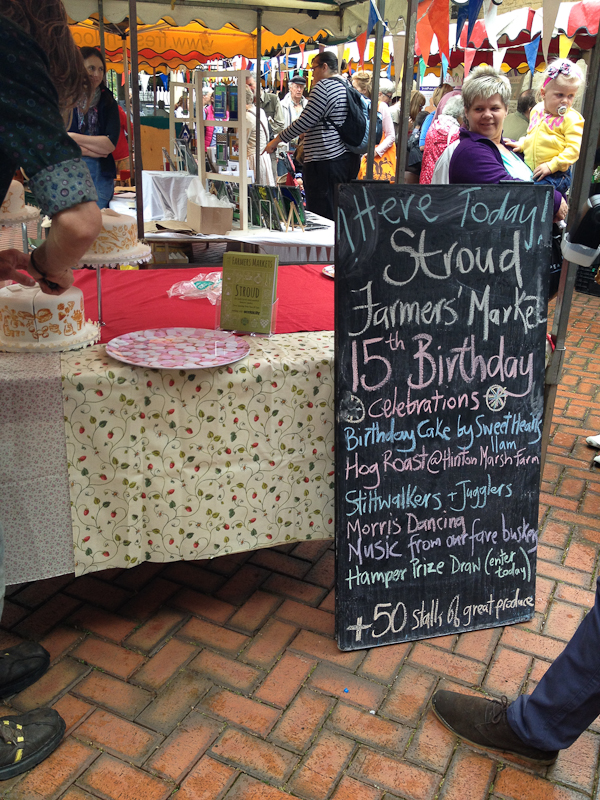 Here Today!
Stroud
Farmers' Market
15th Birthday
Celebrations
Birthday Cake by Sweet Hearts
11am
Hog Roast@Hinton Marsh Farm
Stiltwalkers + Jugglers
Morris Dancing
Music from our fave buskers
Hamper Prize Draw (enter
today)
+50 stalls of great produce
FARMERS MARKET
STROUD